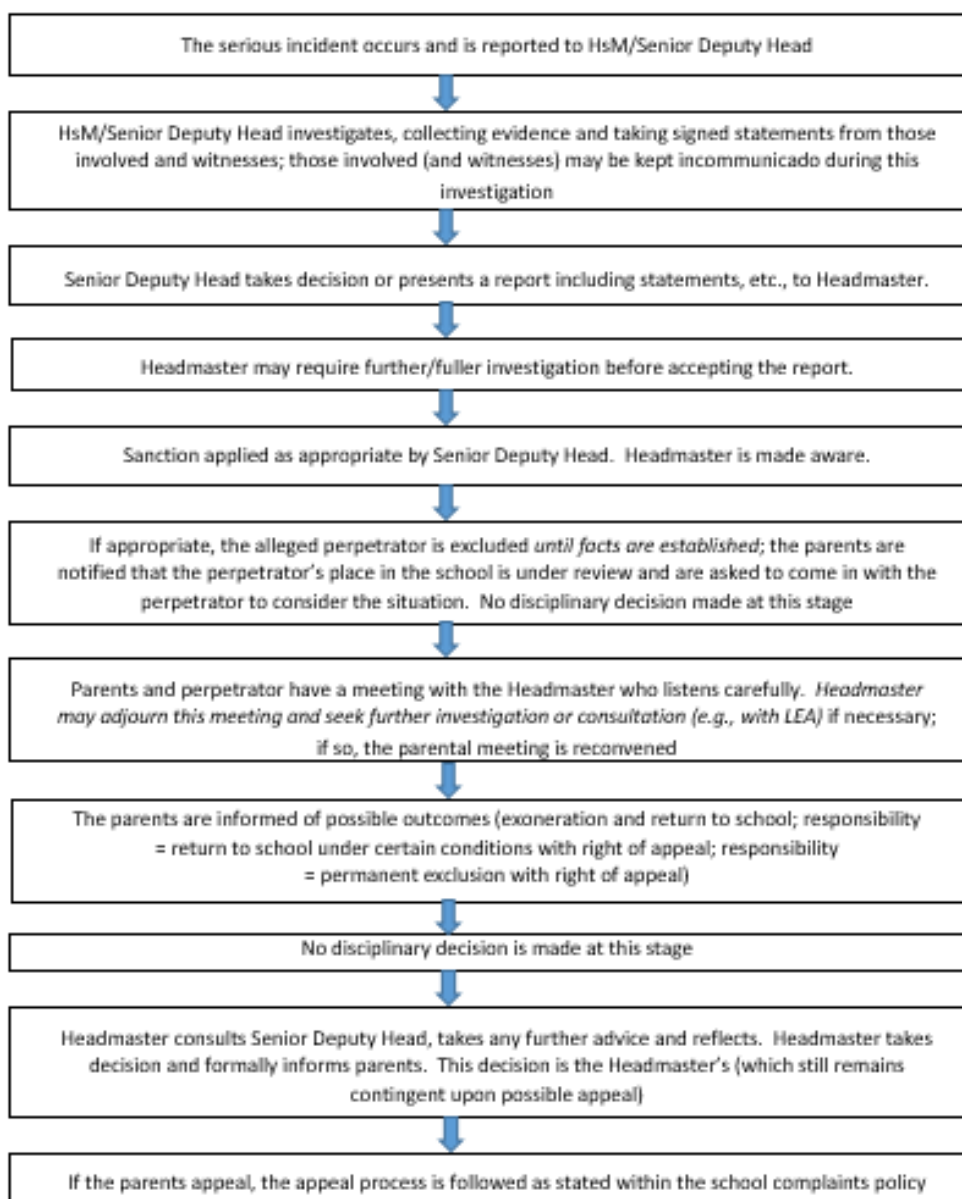 The serious incident occurs and is reported to HsM/Senior Deputy Head
HsM/Senior Deputy Head investigates, collecting evidence and taking signed statements from those
involved and witnesses; those involved (and witnesses) may be kept incommunicado during this
investigation
Senior Deputy Head takes decision or presents a report including statements, etc., to Headmaster.
Headmaster may require further/fuller investigation before accepting the report.
Sanction applied as appropriate by Senior Deputy Head. Headmaster is made aware.
If appropriate, the alleged perpetrator is excluded until facts are established; the parents are
notified that the perpetrator's place in the school is under review and are asked to come in with the
perpetrator to consider the situation. No disciplinary decision made at this stage
Parents and perpetrator have a meeting with the Headmaster who listens carefully. Headmaster
may adjourn this meeting and seek further investigation or consultation (e.g., with LEA) if necessary;
if so, the parental meeting is reconvened
The parents are informed of possible outcomes (exoneration and return to school; responsibility
= return to school under certain conditions with right of appeal; responsibility
= permanent exclusion with right of appeal)
No disciplinary decision is made at this stage
Headmaster consults Senior Deputy Head, takes any further advice and reflects. Headmaster takes
decision and formally informs parents. This decision is the Headmaster's (which still remains
contingent upon possible appeal)
If the parents appeal, the appeal process is followed as stated within the school complaints policy